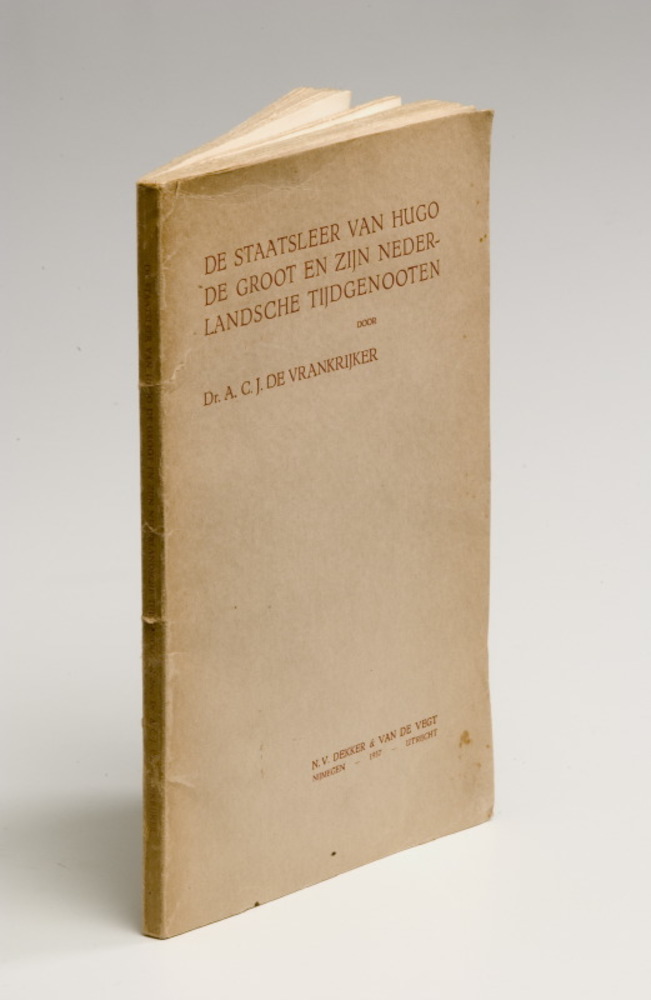 DE STAATSLEER VAN HUGO
DE GROOT EN ZIJN NEDER-
LANDSCHE TIJDGENOOTEN
DOOR
Dr. A. C. J. DE VRANKRIJKER
N.V. DEKKER & VAN DE VEGT
NIJMEGEN – 1937 – UTRECHT